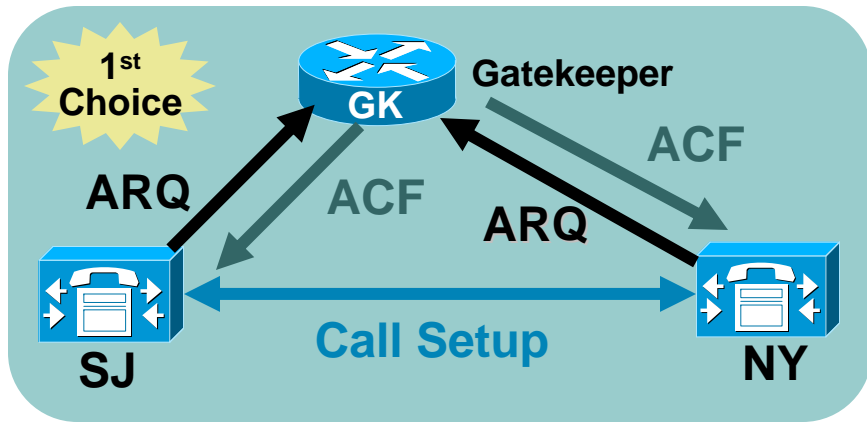 1st
Choice
Gatekeeper
GK
ACF
ARQ
ACF
ARQ
Call Setup
SJ
NY